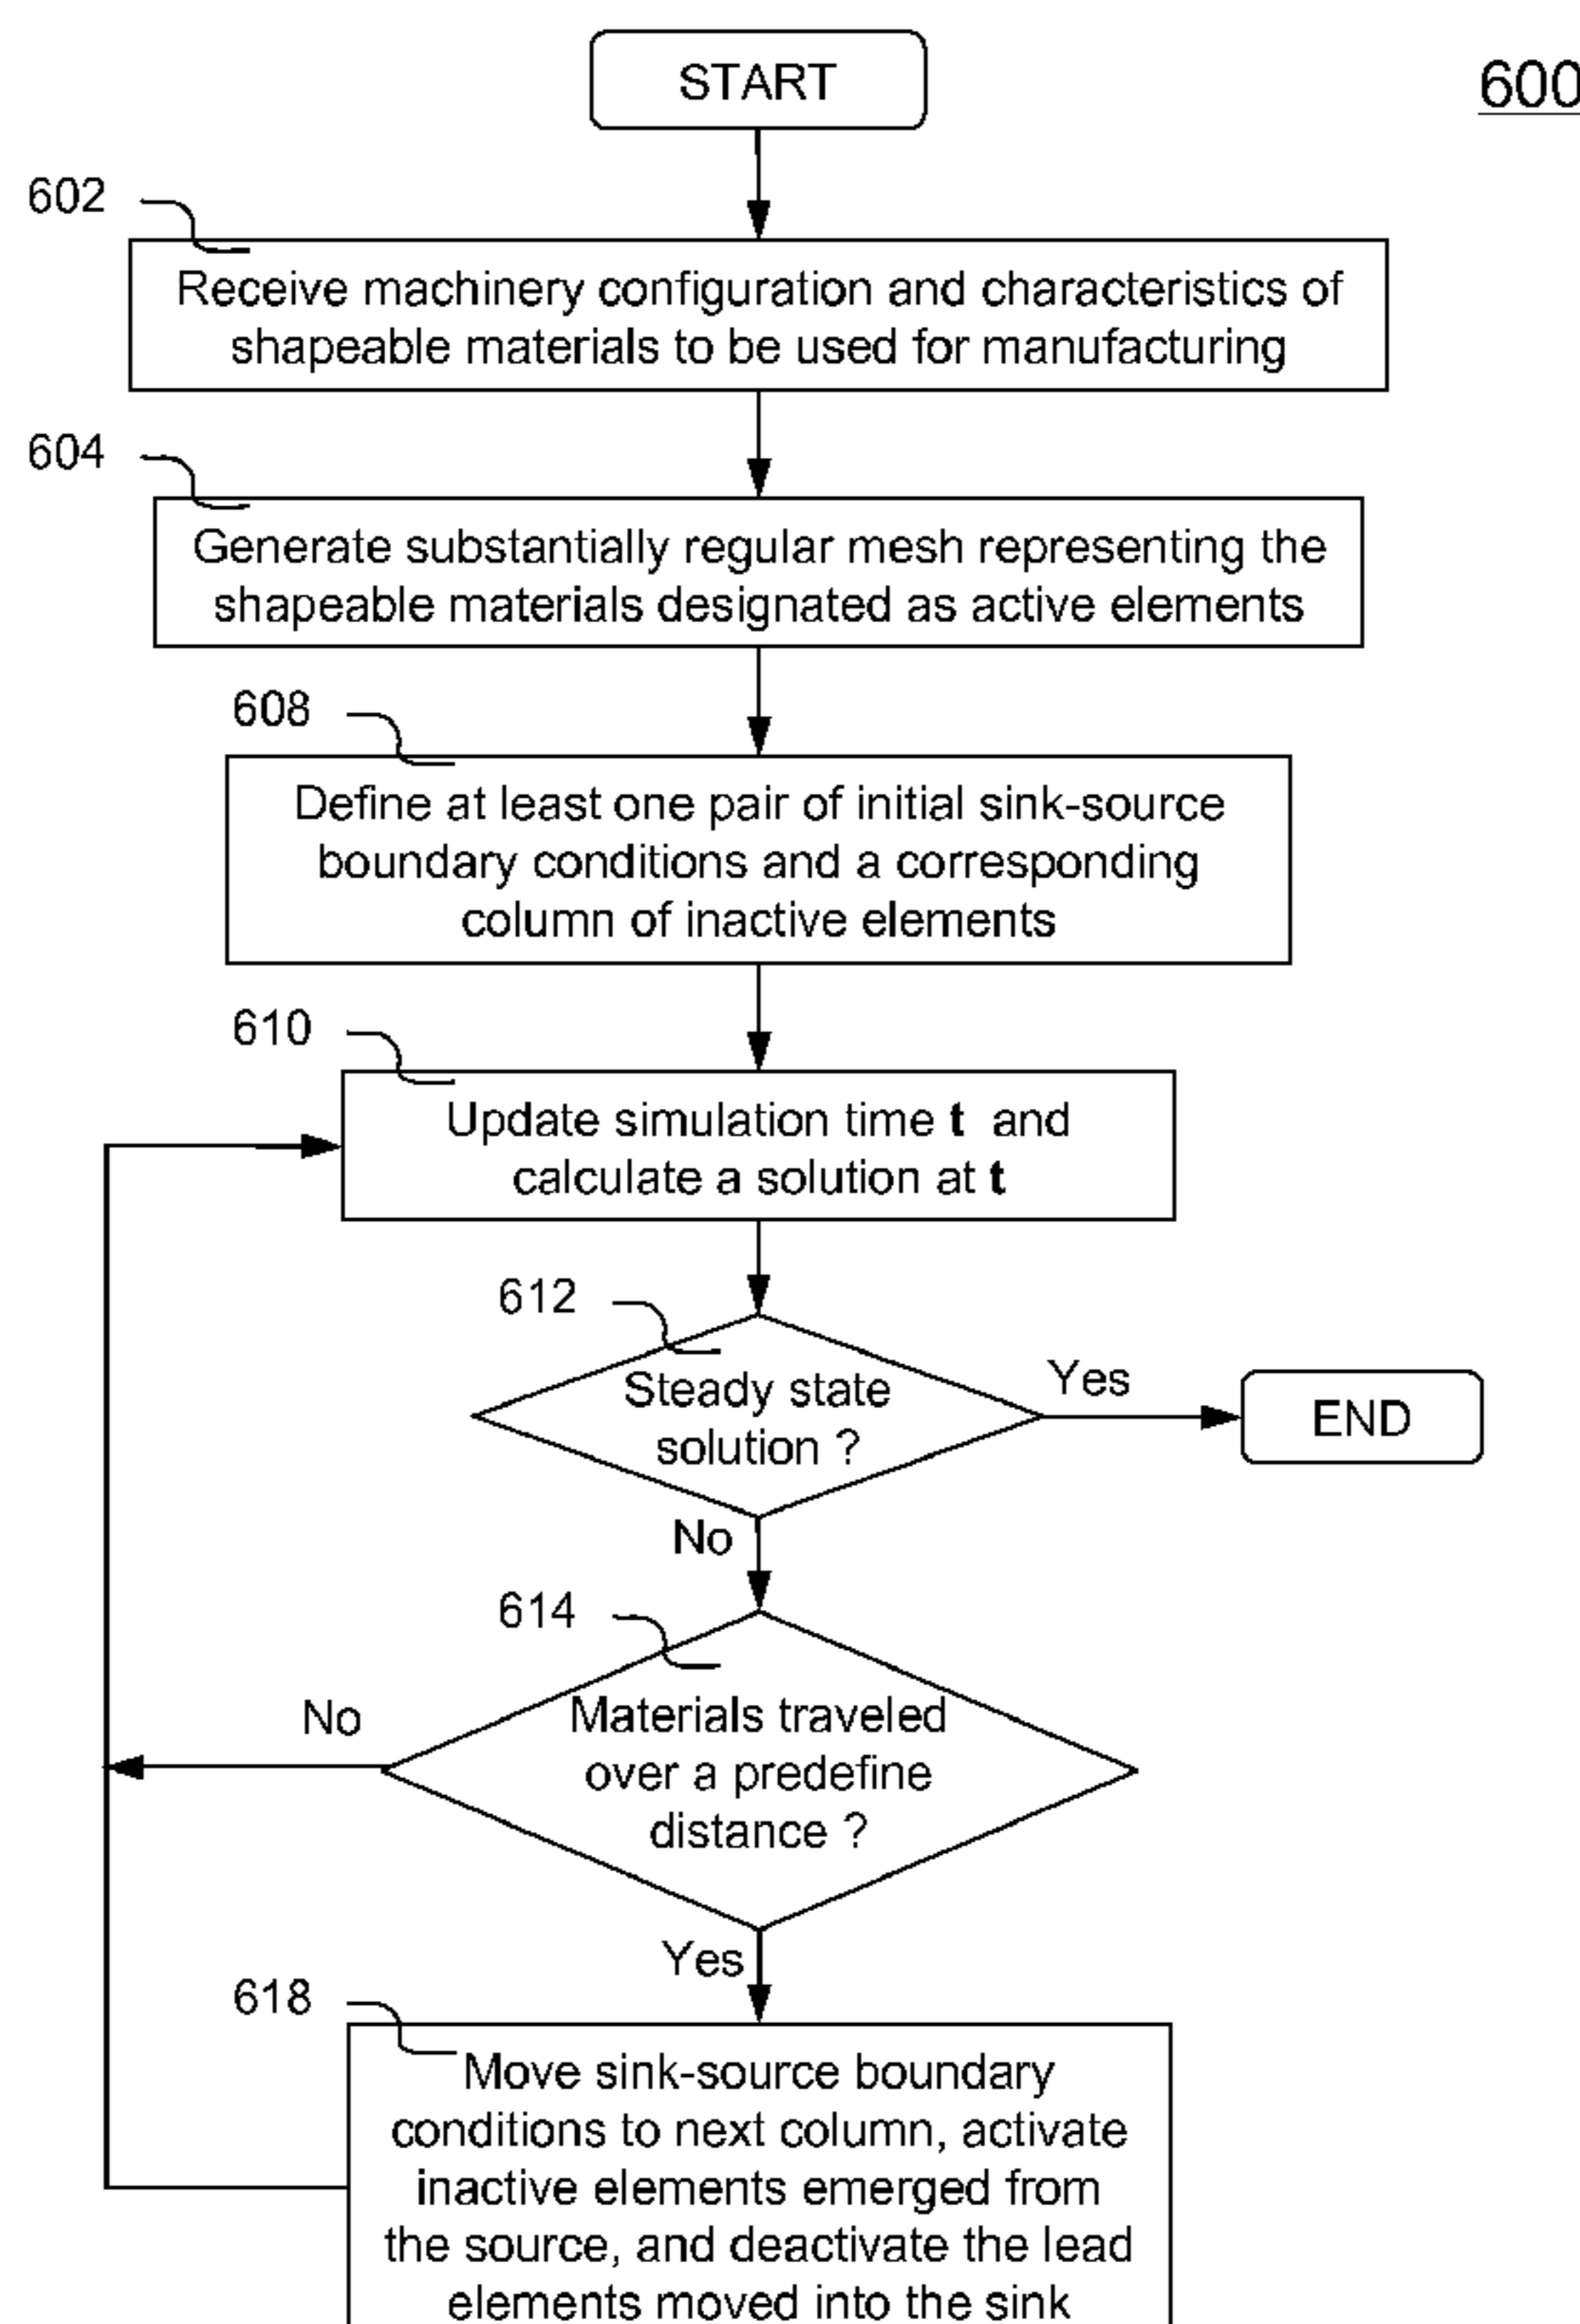 START
600
602
Receive machinery configuration and characteristics of
shapeable materials to be used for manufacturing
604
Generate substantially regular mesh representing the
shapeable materials designated as active elements
608
Define at least one pair of initial sink-source
boundary conditions and a corresponding
column of inactive elements
610
Update simulation time t and
calculate a solution at t
612
Steady state
solution ?
Yes
END
No
614
Materials traveled
over a predefine
distance ?
No
Yes
618
Move sink-source boundary
conditions to next column, activate
inactive elements emerged from
the source, and deactivate the lead
elements moved into the sink